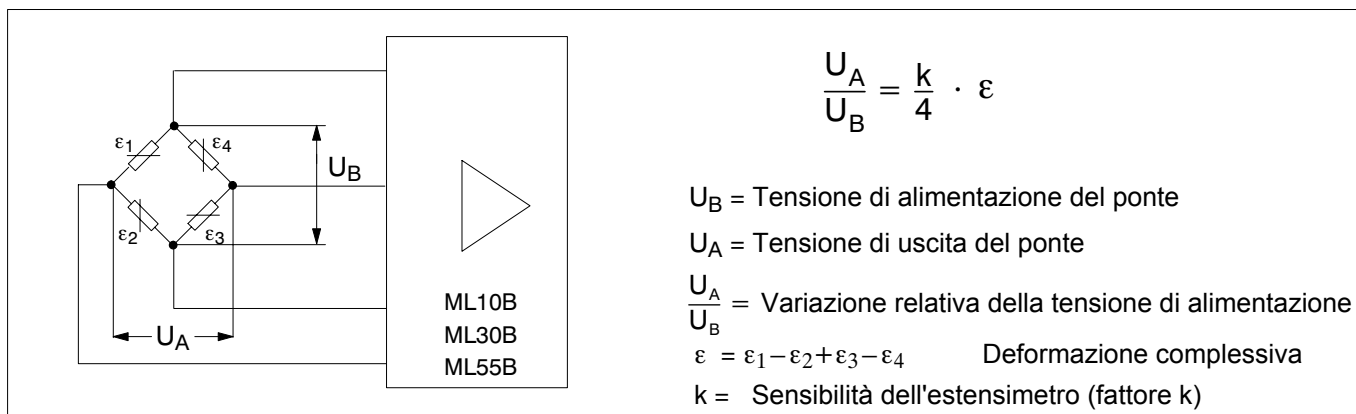 ε1
ε4
UB
ε2
ε3
UA
ML10B
ML30B
ML55B
UA/UB = k/4 · ε
UB = Tensione di alimentazione del ponte
UA = Tensione di uscita del ponte
UA/UB = Variazione relativa della tensione di alimentazione
ε = ε1−ε2+ε3−ε4 Deformazione complessiva
k = Sensibilità dell'estensimetro (fattore k)